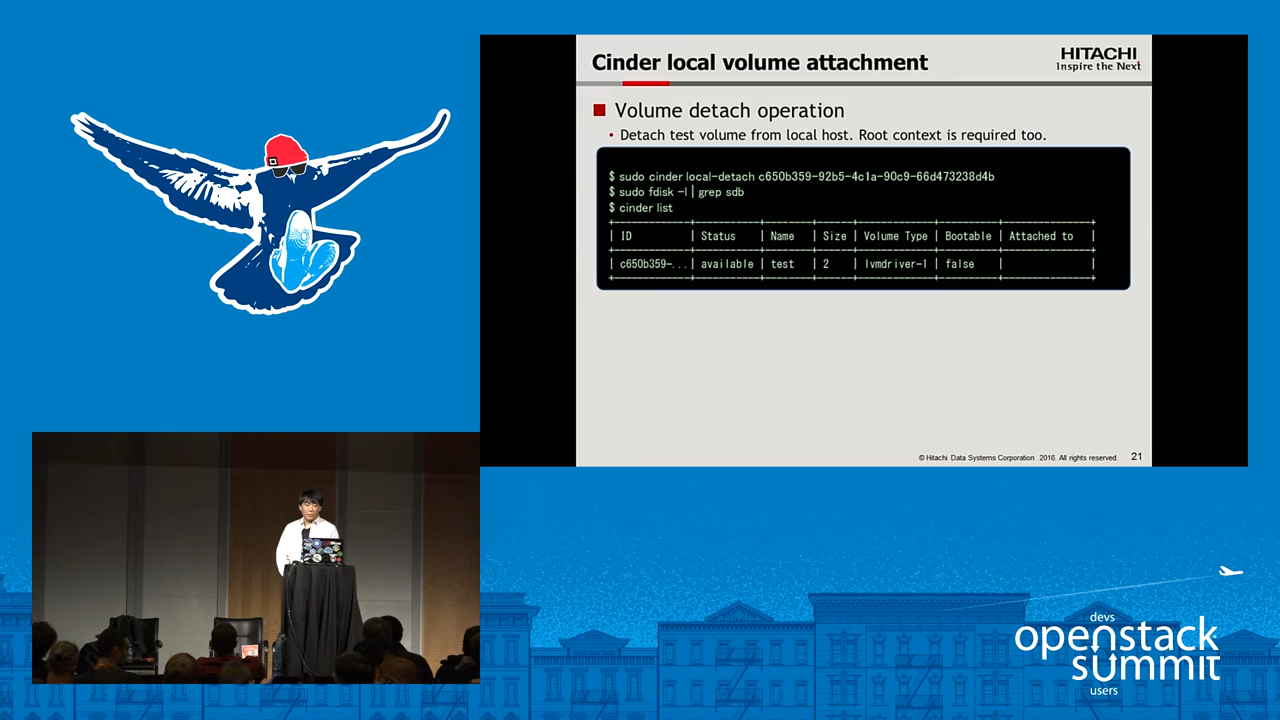 Cinder local volume attachment
HITACHI
Inspire the Next
Volume detach operation
• Detach test volume from local host. Root context is required too.
$ sudo cinder local-detach c650b359-92b5-4c1a-90c9-66d473238d4b
$ sudo fdisk -l | grep sdb
$ cinder list
| ID | Status | Name | Size | Volume Type | Bootable | Attached to |
| c650b359-... | available | test | 2 | lvmdriver-1 | false | |
© Hitachi Data Systems Corporation 2016. All rights reserved.
21
devs
openstack
summit
users